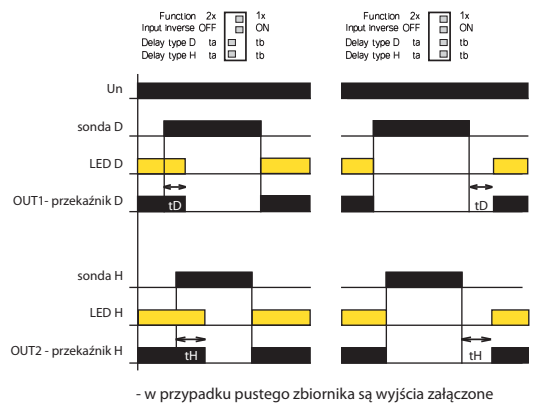 Function 2x 1x
Input inverse OFF ON
Delay type D ta tb
Delay type H ta tb
Function 2x 1x
Input inverse OFF ON
Delay type D ta tb
Delay type H ta tb
Un
sonda D
LED D
OUT1- przekaźnik D
tD
tD
sonda H
LED H
OUT2 - przekaźnik H
tH
tH
- w przypadku pustego zbiornika są wyjścia załączone